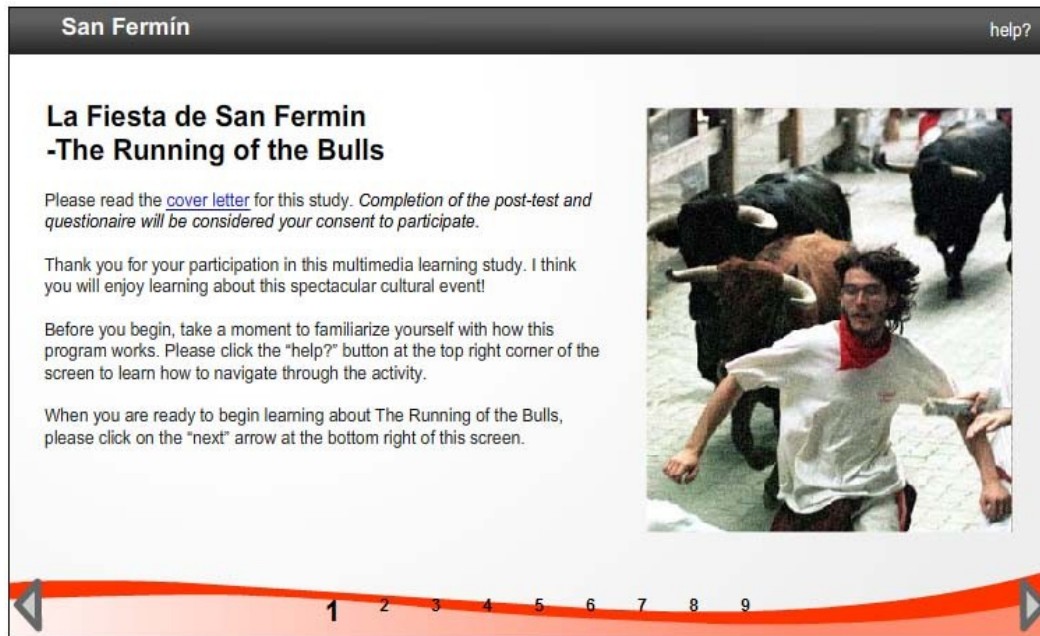 San Fermín
help?
La Fiesta de San Fermin
-The Running of the Bulls
Please read the cover letter for this study. Completion of the post-test and
questionaire will be considered your consent to participate.
Thank you for your participation in this multimedia learning study. I think
you will enjoy learning about this spectacular cultural event!
Before you begin, take a moment to familiarize yourself with how this
program works. Please click the “help?” button at the top right corner of the
screen to learn how to navigate through the activity.
When you are ready to begin learning about The Running of the Bulls,
please click on the “next” arrow at the bottom right of this screen.
1 2 3 4 5 6 7 8 9